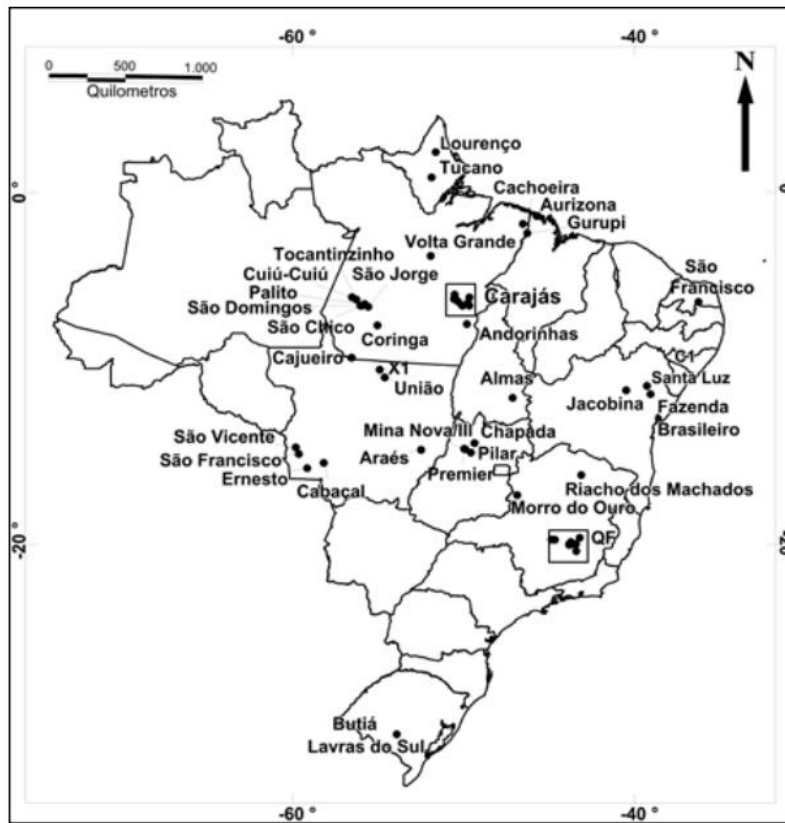 -60 °
-40 °
0
500
1.000
Quilometros
N
0°
Lourenço
Tucano
Cachoeira
Aurizona
Gurupi
Volta Grande
Tocantinzinho
Cuiú-Cuiú
São Jorge
Palito
São Domingos
São Chico
Carajás
Coringa
Andorinhas
São
Francisco
Cajueiro
X1
União
Almas
C1
Santa Luz
Jacobina
Fazenda
Brasileiro
São Vicente
São Francisco
Ernesto
Cabaçal
Mina Nova/III
Chapada
Araés
Pilar
Premier
Riacho dos Machados
Morro do Ouro
-20°
QF
Butiá
Lavras do Sul
-60 °
-40 °